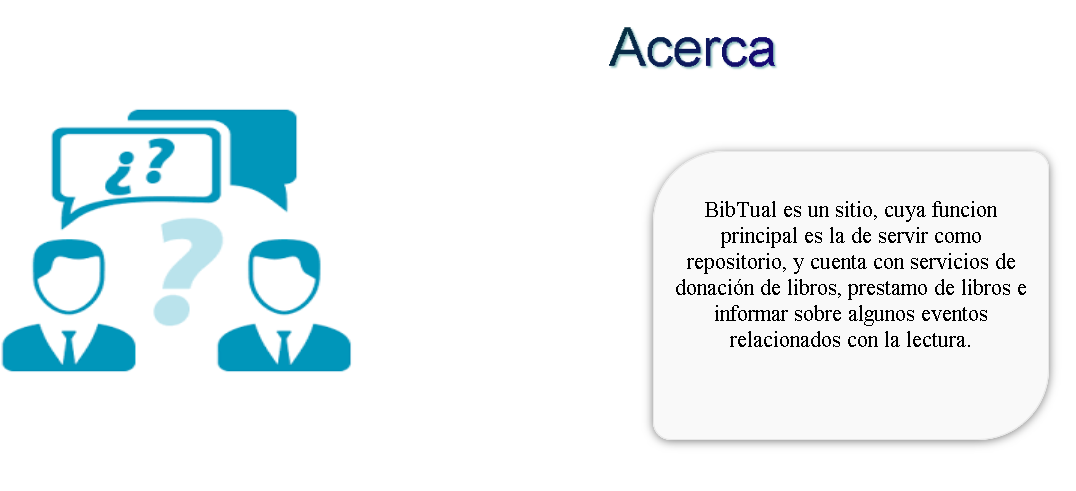 Acerca
¿?
?
BibTual es un sitio, cuya funcion
principal es la de servir como
repositorio, y cuenta con servicios de
donación de libros, prestamo de libros e
informar sobre algunos eventos
relacionados con la lectura.